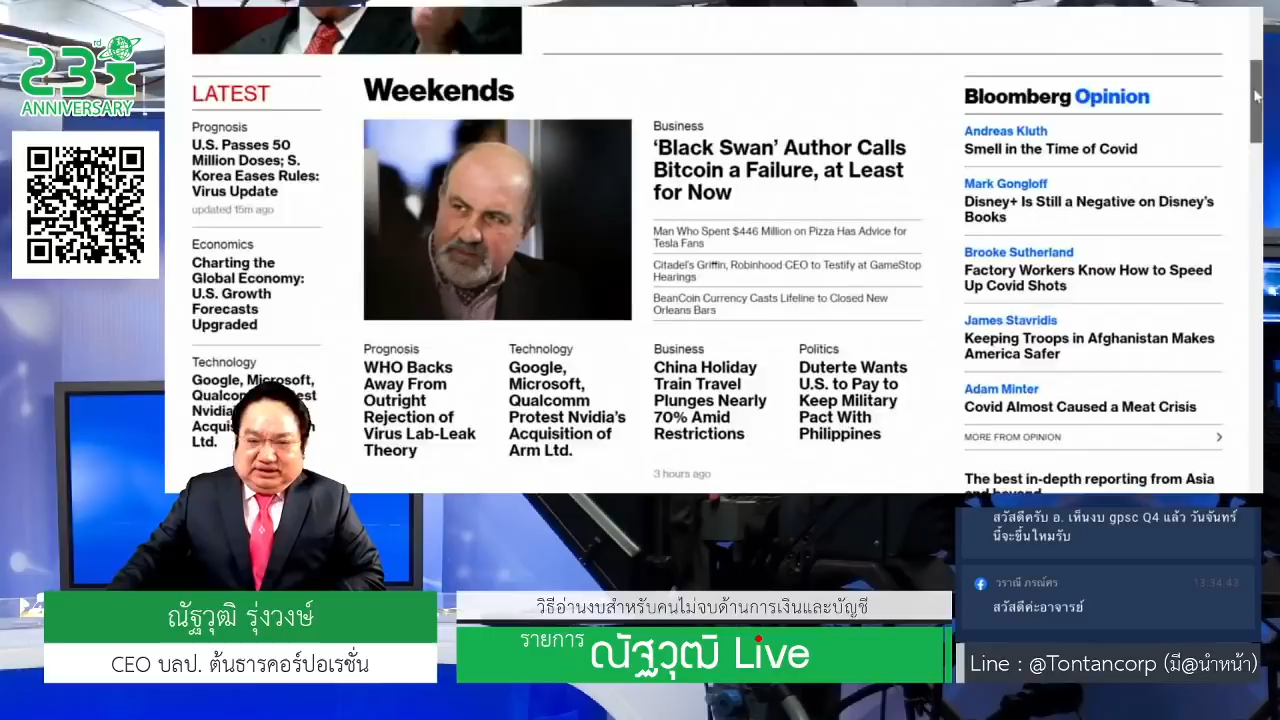 23rd
ANNIVERSARY
LATEST
Prognosis
U.S. Passes 50
Million Doses; S.
Korea Eases Rules:
Virus Update
updated 15m ago
Economics
Charting the
Global Economy:
U.S. Growth
Forecasts
Upgraded
Technology
Google, Microsoft,
Ltd.
Weekends
Business
‘Black Swan’ Author Calls
Bitcoin a Failure, at Least
for Now
Man Who Spent $446 Million on Pizza Has Advice for
Tesla Fans
Citadel's Griffin, Robinhood CEO to Testify at GameStop
Hearings
BeanCoin Currency Casts Lifeline to Closed New
Orleans Bars
Prognosis
WHO Backs
Away From
Outright
Rejection of
Virus Lab-Leak
Theory
Technology
Google,
Microsoft,
Qualcomm
Protest Nvidia's
Acquisition of
Arm Ltd.
Business
China Holiday
Train Travel
Plunges Nearly
70% Amid
Restrictions
3 hours ago
Politics
Duterte Wants
U.S. to Pay to
Keep Military
Pact With
Philippines
Bloomberg Opinion
Andreas Kluth
Smell in the Time of Covid
Mark Gongloff
Disney+ Is Still a Negative on Disney's
Books
Brooke Sutherland
Factory Workers Know How to Speed
Up Covid Shots
James Stavridis
Keeping Troops in Afghanistan Makes
America Safer
Adam Minter
Covid Almost Caused a Meat Crisis
MORE FROM OPINION
The best in-depth reporting from Asia
and beyond
สวัสดีครับ อ. เห็นงบ gpsc Q4 แล้ว วันจันทร์
นี้จะขึ้นไหมรับ
วราณี ภรณ์ศร
13:34:43
สวัสดีค่ะอาจารย์
ณัฐวุฒิ รุ่งวงษ์
CEO บลป. ต้นธารคอร์ปอเรชั่น
วิธีอ่านงบสำหรับคนไม่จบด้านการเงินและบัญชี
รายการ ณัฐวุฒิ Live
Line : @Tontancorp (มี@นำหน้า)